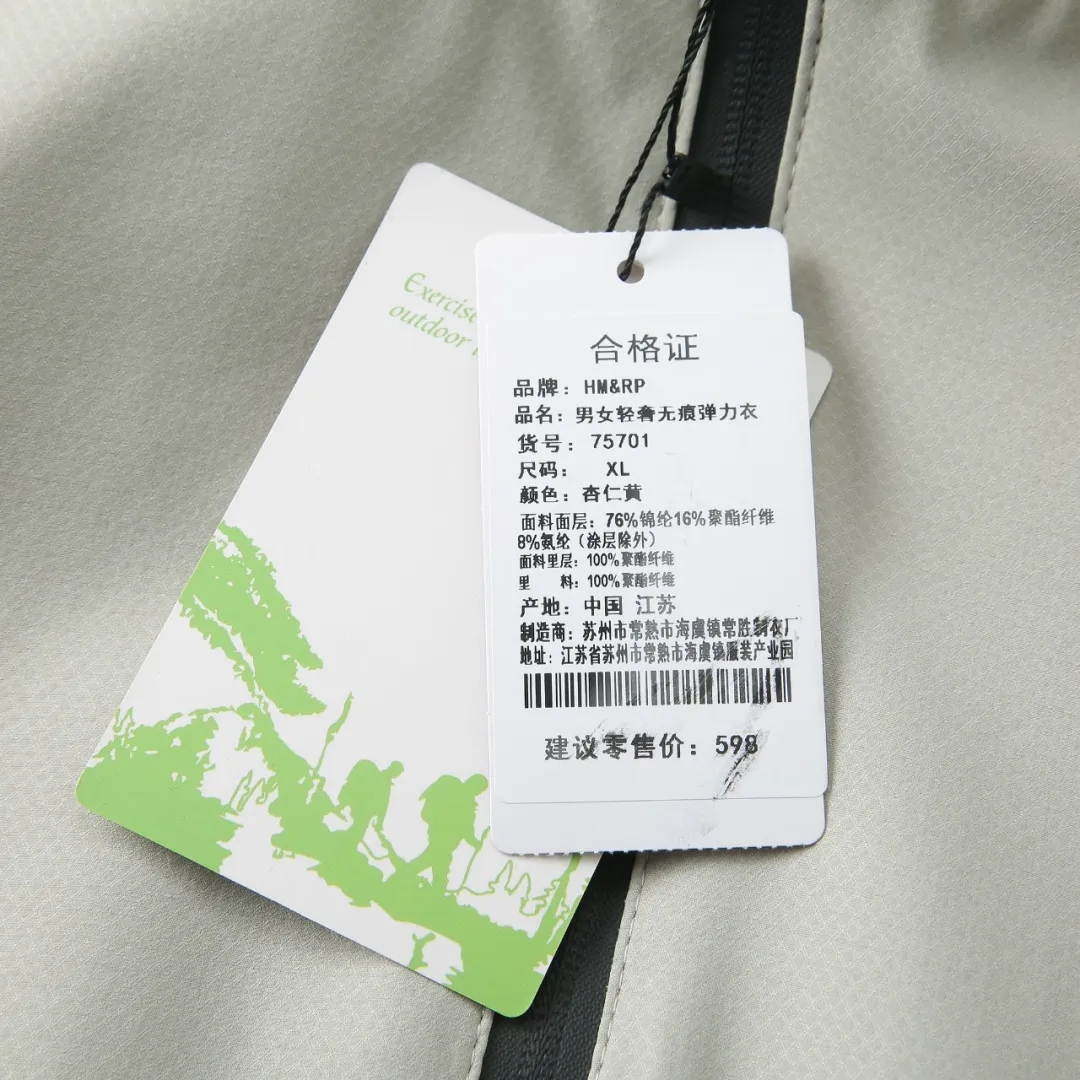 Exercise
outdoor
合格证
品牌：HM&RP
品名：男女轻奢无痕弹力衣
货号：75701
尺码： XL
颜色：杏仁黄
面料面层：76%锦纶16%聚酯纤维
8%氨纶（涂层除外）
面料里层：100%聚酯纤维
里 料：100%聚酯纤维
产地：中国 江苏
制造商：苏州市常熟市海虞镇常胜制衣厂
地址：江苏省苏州市常熟市海虞镇服装产业园
建议零售价：598